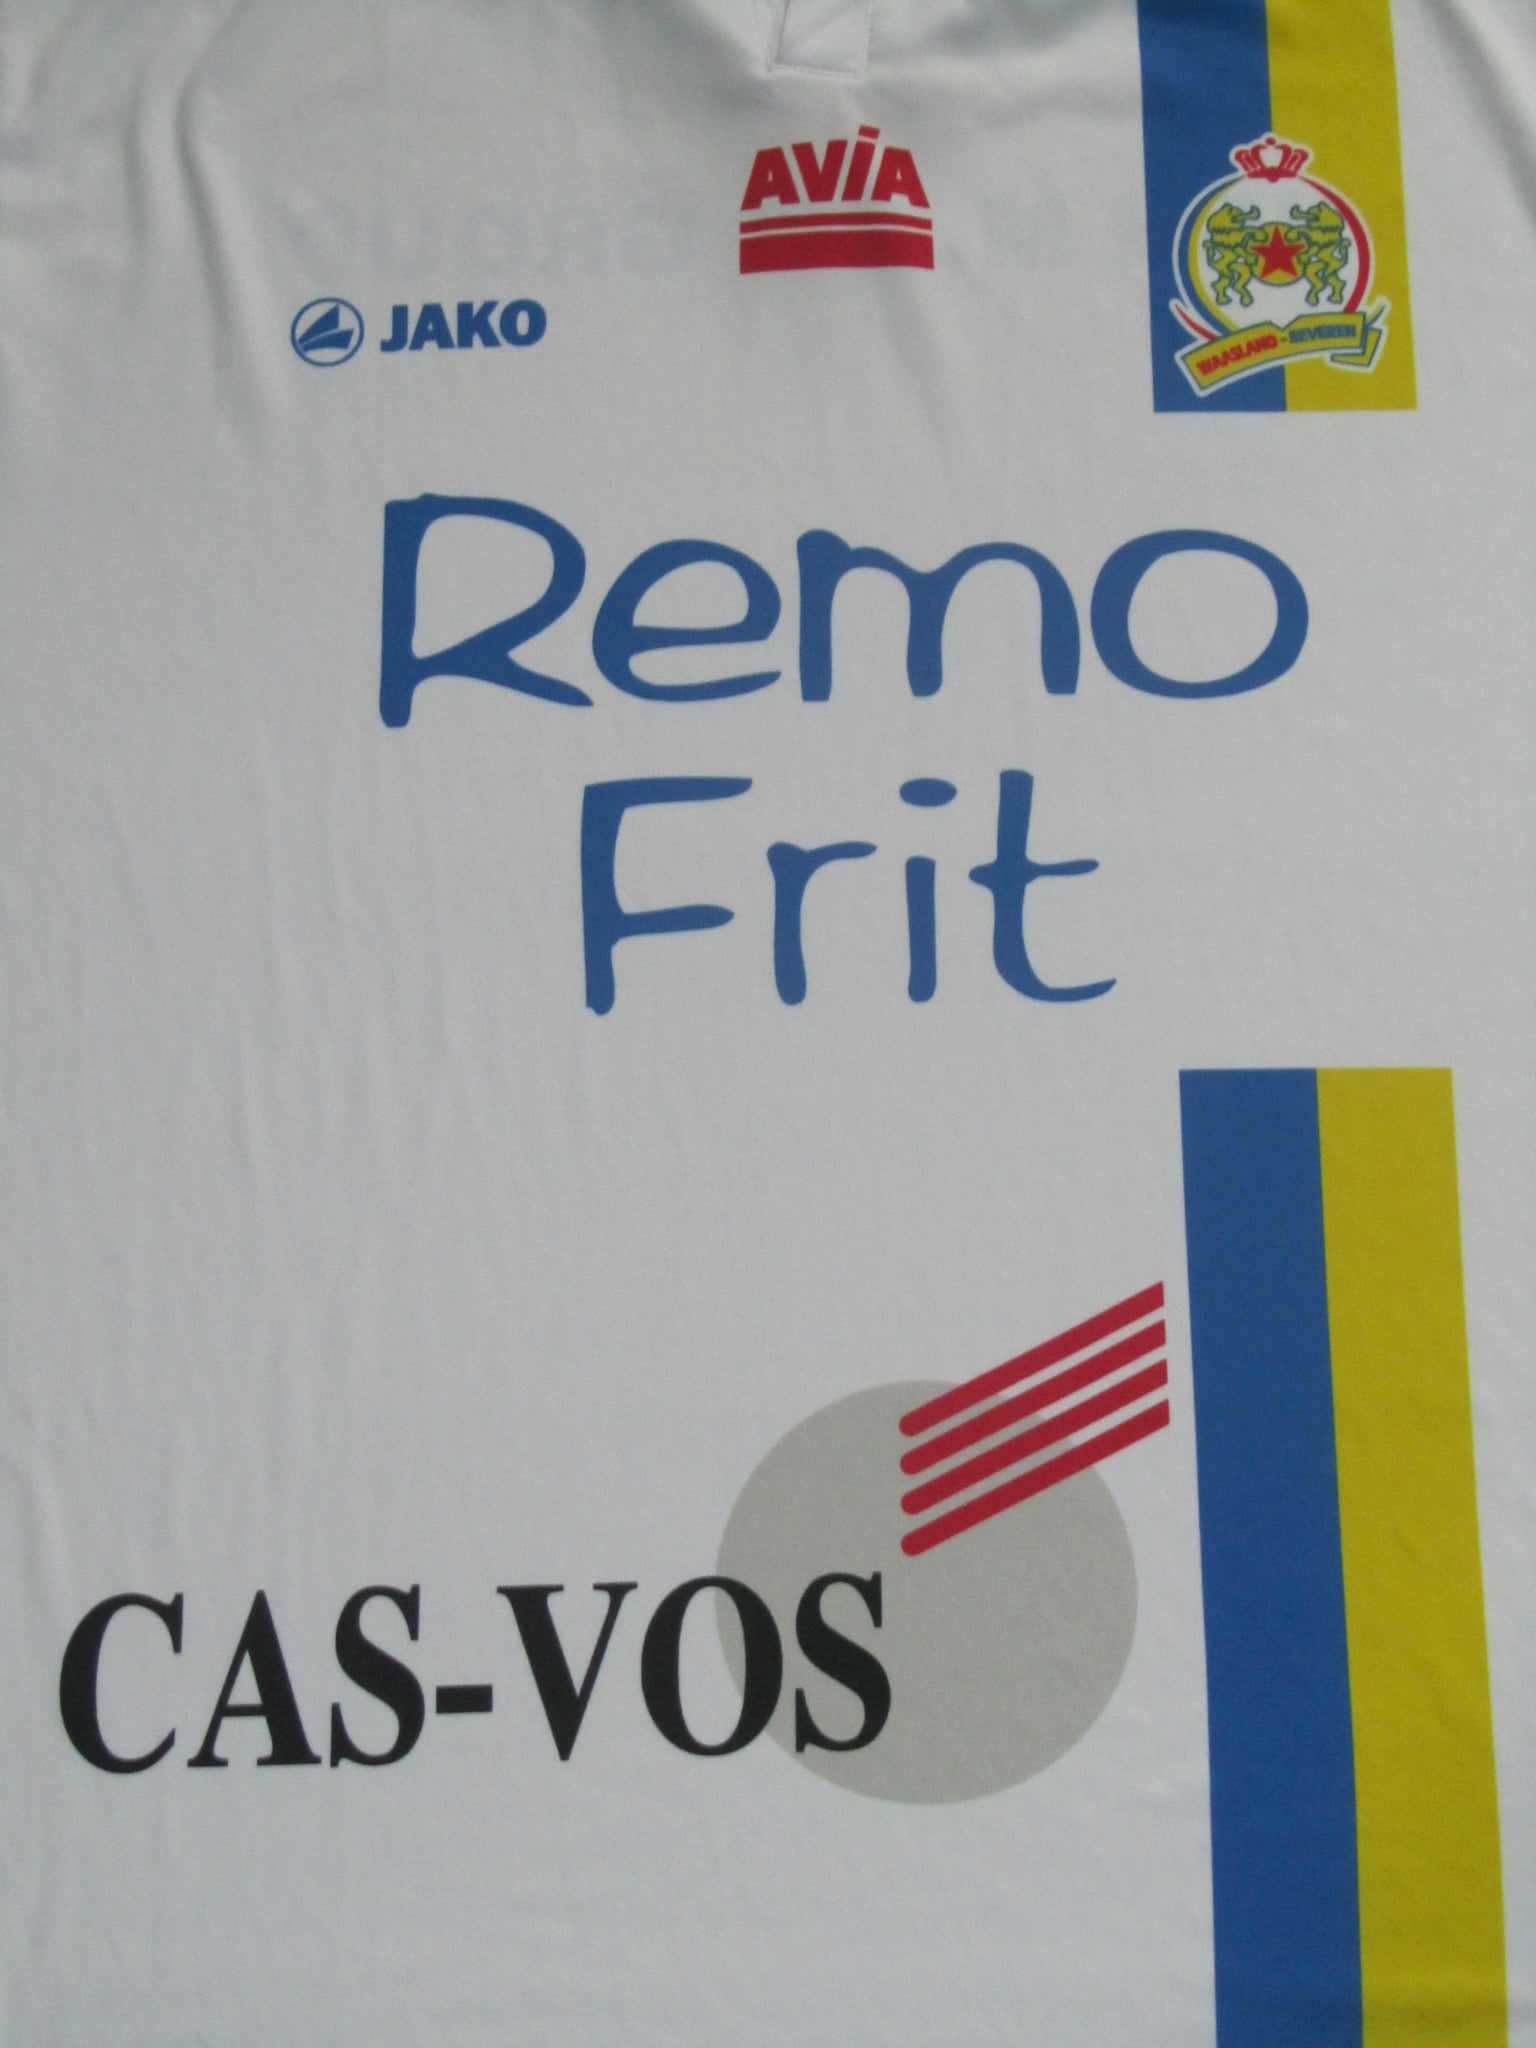 AViA
JAKO
WAASLAND - BEVEREN
Remo
Frit
CAS-VOS